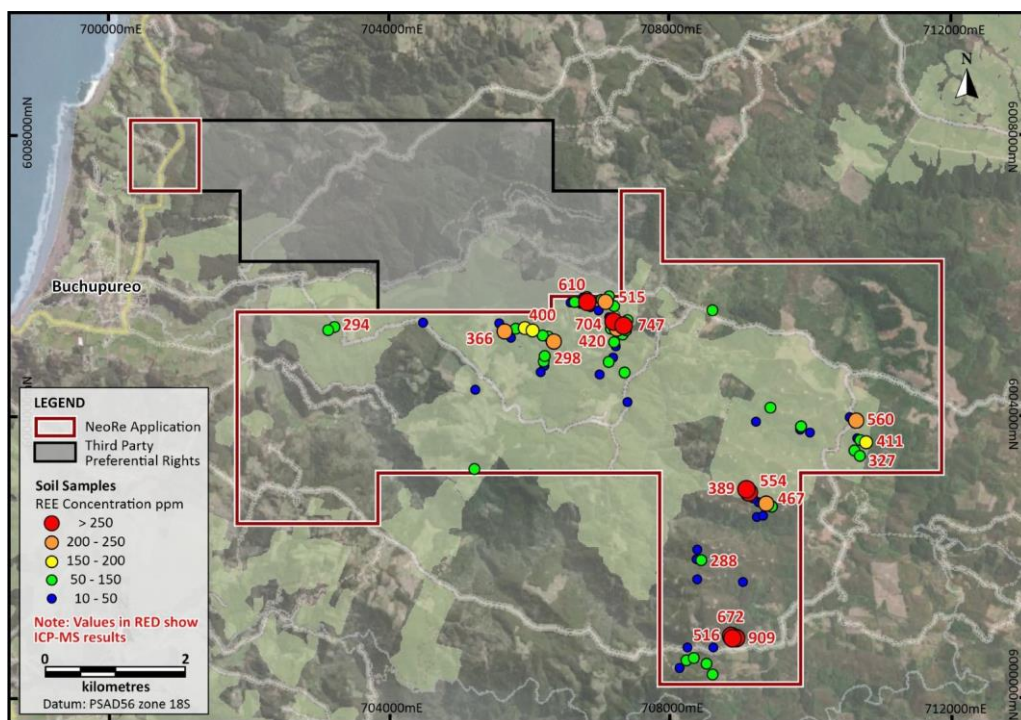 700000mE
704000mE
708000mE
712000mE
N
6008000mN
6008000mN
Buchupureo
610
515
400
704
747
294
366
420
298
560
411
327
554
389
467
288
672
516
909
LEGEND
NeoRe Application
Third Party
Preferential Rights
Soil Samples
REE Concentration ppm
> 250
200 - 250
150 - 200
50 - 150
10 - 50
Note: Values in RED show
ICP-MS results
0 2
kilometres
Datum: PSAD56 zone 18S
6004000mN
6000000mN
704000mE
708000mE
712000mE